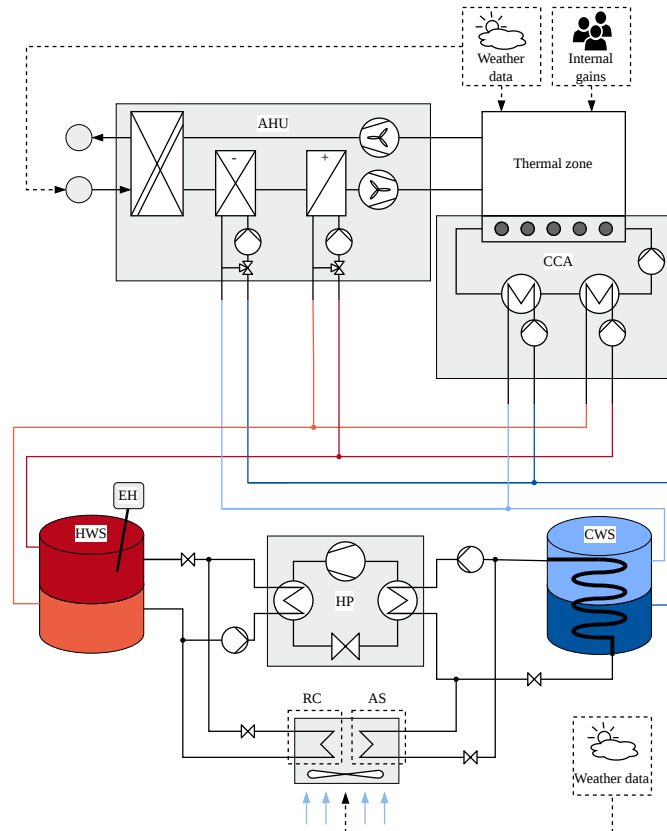 Weather
data
Internal
gains
AHU
-
+
Thermal zone
CCA
EH
HWS
CWS
HP
RC
AS
Weather data